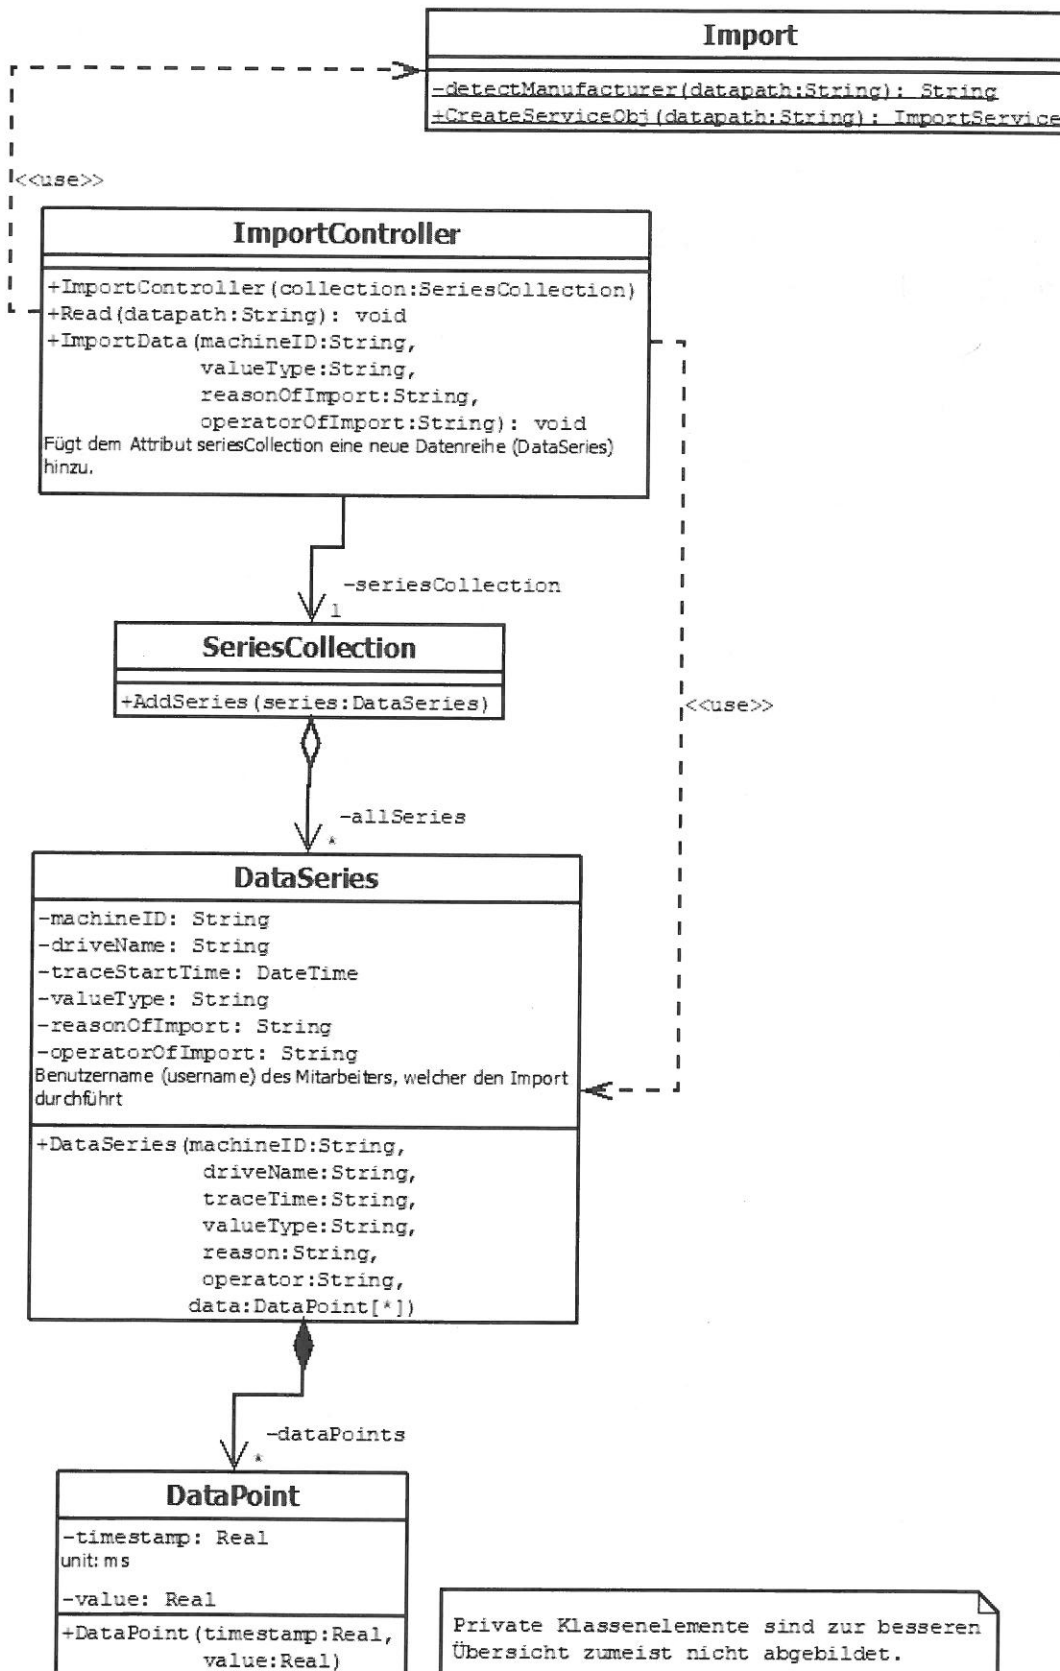 Import
-detectManufacturer(datapath:String): String
+CreateServiceObj(datapath:String): ImportService
<<use>>
ImportController
+ImportController(collection:SeriesCollection)
+Read(datapath:String): void
+ImportData(machineID:String,
valueType:String,
reasonOfImport:String,
operatorOfImport:String): void
Fügt dem Attribut seriesCollection eine neue Datenreihe (DataSeries)
hinzu.
-seriesCollection
1
SeriesCollection
+AddSeries(series:DataSeries)
<<use>>
-allSeries
*
DataSeries
-machineID: String
-driveName: String
-traceStartTime: DateTime
-valueType: String
-reasonOfImport: String
-operatorOfImport: String
Benutzername (username) des Mitarbeiters, welcher den Import
durchführt
+DataSeries(machineID:String,
driveName:String,
traceTime:String,
valueType:String,
reason:String,
operator:String,
data:DataPoint[*])
-dataPoints
*
DataPoint
-timestamp: Real
unit: ms
-value: Real
+DataPoint(timestamp:Real,
value:Real)
Private Klassenelemente sind zur besseren
Übersicht zumeist nicht abgebildet.